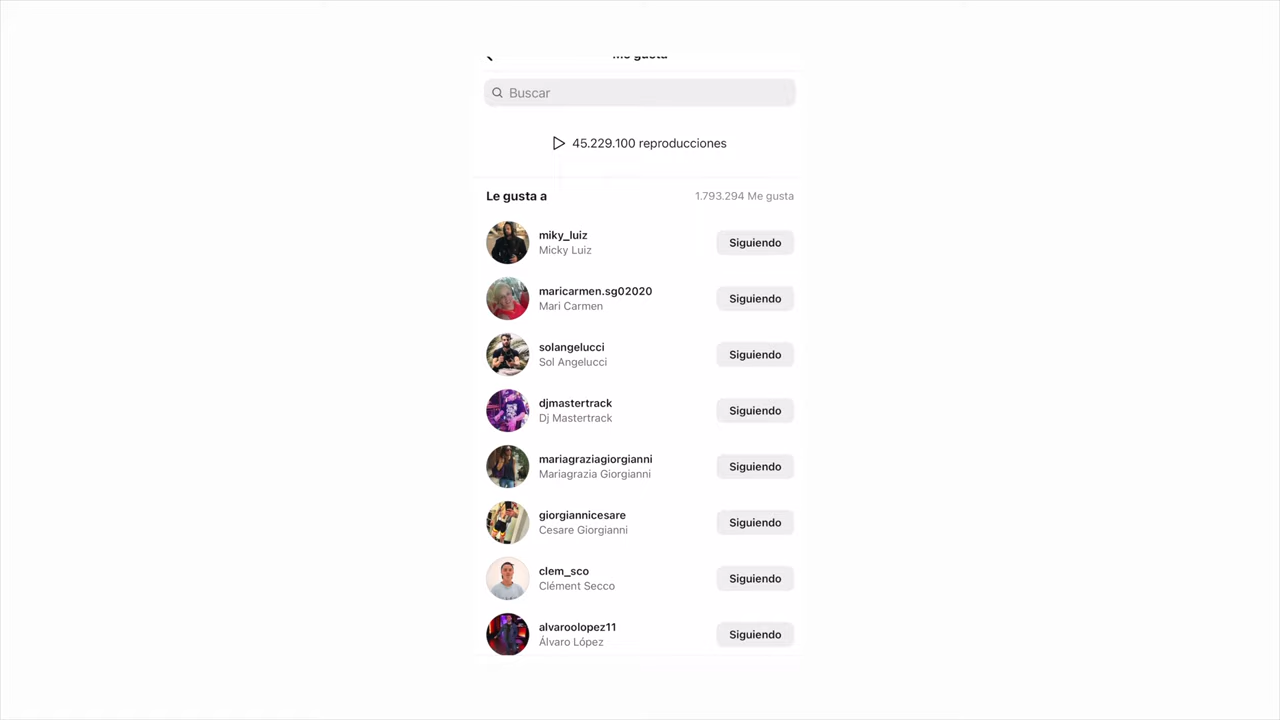 Me gusta
Buscar
45.229.100 reproducciones
Le gusta a
1.793.294 Me gusta
miky_luiz
Micky Luiz
Siguiendo
maricarmen.sg02020
Mari Carmen
Siguiendo
solangelucci
Sol Angelucci
Siguiendo
djmastertrack
Dj Mastertrack
Siguiendo
mariagraziagiorgianni
Mariagrazia Giorgianni
Siguiendo
giorgiannicesare
Cesare Giorgianni
Siguiendo
clem_sco
Clément Secco
Siguiendo
alvaroolopez11
Álvaro López
Siguiendo